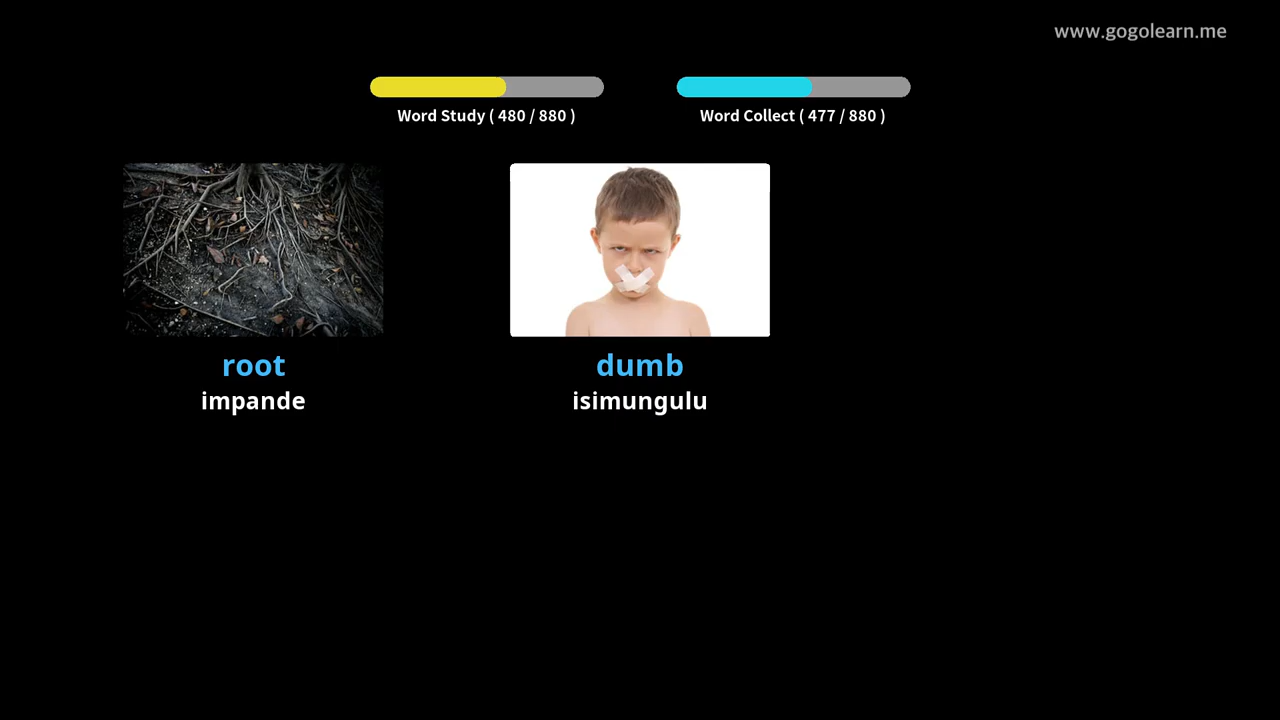 www.gogolearn.me
Word Study ( 480 / 880 )
Word Collect ( 477 / 880 )
root
impande
dumb
isimungulu